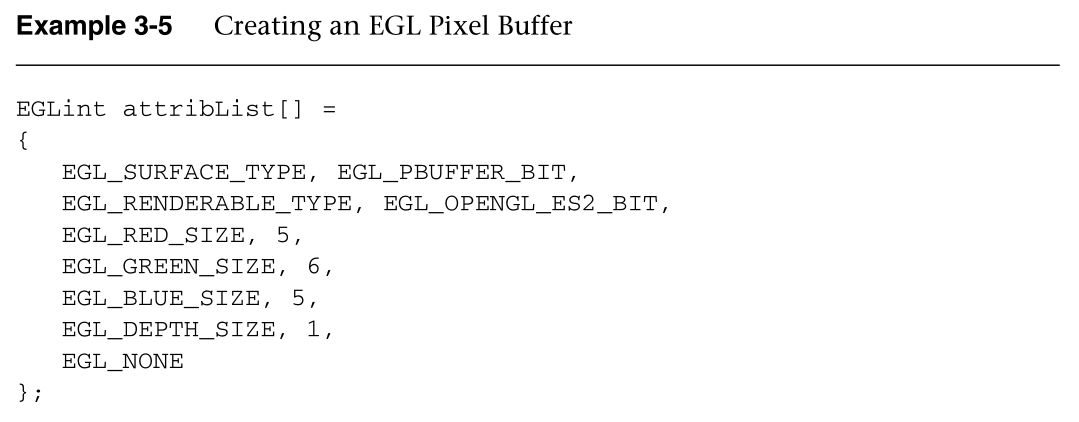 Example 3-5 Creating an EGL Pixel Buffer
EGLint attribList[] =
{
   EGL_SURFACE_TYPE, EGL_PBUFFER_BIT,
   EGL_RENDERABLE_TYPE, EGL_OPENGL_ES2_BIT,
   EGL_RED_SIZE, 5,
   EGL_GREEN_SIZE, 6,
   EGL_BLUE_SIZE, 5,
   EGL_DEPTH_SIZE, 1,
   EGL_NONE
};